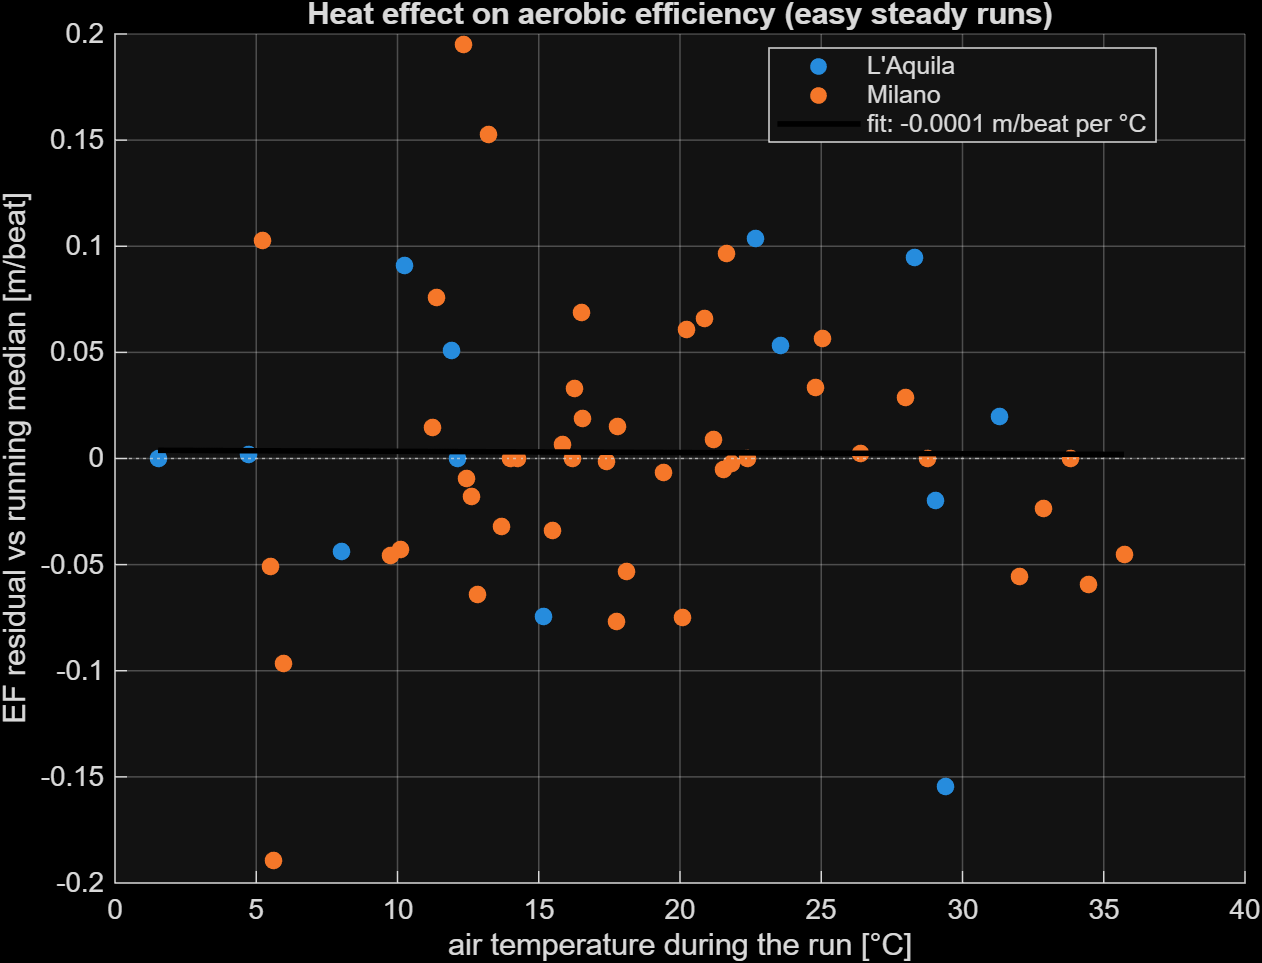 Heat effect on aerobic efficiency (easy steady runs)
L'Aquila
Milano
fit: -0.0001 m/beat per °C
EF residual vs running median [m/beat]
0.2
0.15
0.1
0.05
0
-0.05
-0.1
-0.15
-0.2
0 5 10 15 20 25 30 35 40
air temperature during the run [°C]